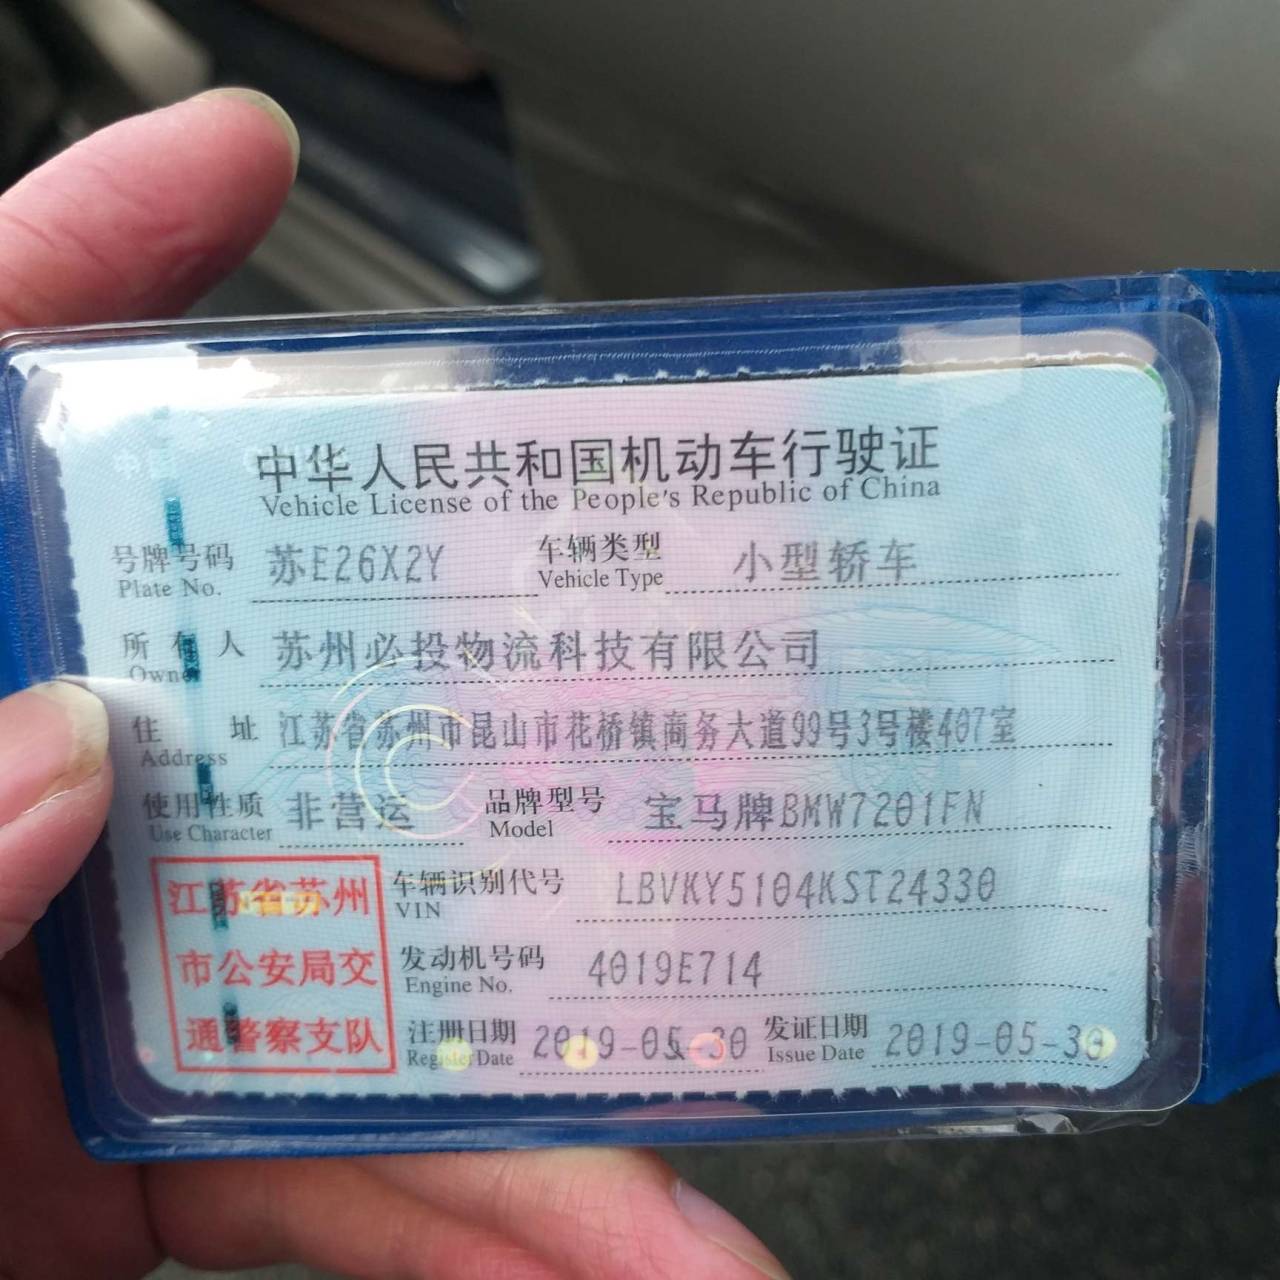 中华人民共和国机动车行驶证
Vehicle License of the People's Republic of China
号牌号码 苏E26X2Y 车辆类型 小型轿车
Plate No. Vehicle Type
所有人 苏州必投物流科技有限公司
Owner
住址 江苏省苏州市昆山市花桥镇商务大道99号3号楼407室
Address
使用性质 非营运 品牌型号 宝马牌BMW7201FN
Use Character Model
江苏省苏州
市公安局交
通警察支队
车辆识别代号 LBVKY5104KST24330
VIN
发动机号码 4019E714
Engine No.
注册日期 2019-05-30 发证日期 2019-05-30
Register Date Issue Date